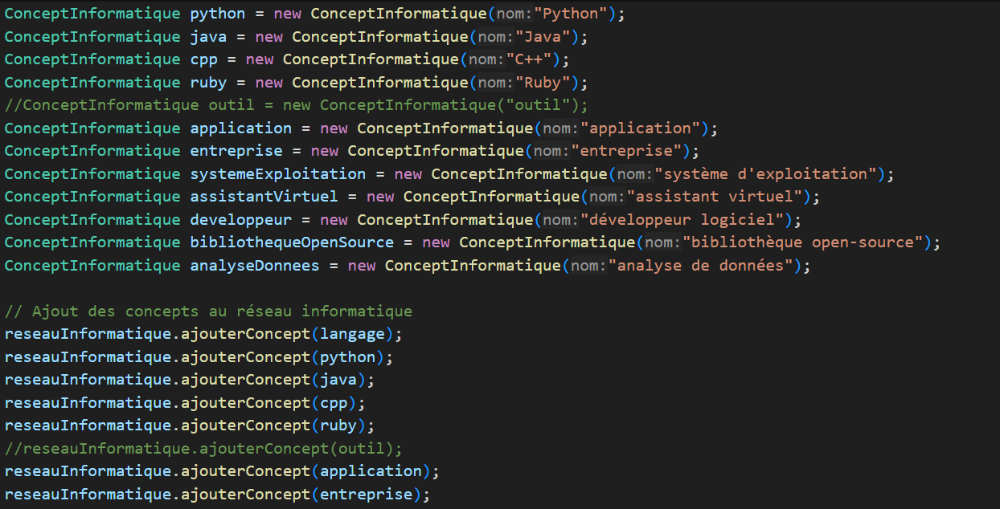 ConceptInformatique python = new ConceptInformatique(nom:"Python");
ConceptInformatique java = new ConceptInformatique(nom:"Java");
ConceptInformatique cpp = new ConceptInformatique(nom:"C++");
ConceptInformatique ruby = new ConceptInformatique(nom:"Ruby");
//ConceptInformatique outil = new ConceptInformatique("outil");
ConceptInformatique application = new ConceptInformatique(nom:"application");
ConceptInformatique entreprise = new ConceptInformatique(nom:"entreprise");
ConceptInformatique systemeExploitation = new ConceptInformatique(nom:"système d'exploitation");
ConceptInformatique assistantVirtuel = new ConceptInformatique(nom:"assistant virtuel");
ConceptInformatique developpeur = new ConceptInformatique(nom:"développeur logiciel");
ConceptInformatique bibliothequeOpenSource = new ConceptInformatique(nom:"bibliothèque open-source");
ConceptInformatique analyseDonnees = new ConceptInformatique(nom:"analyse de données");

// Ajout des concepts au réseau informatique
reseauInformatique.ajouterConcept(langage);
reseauInformatique.ajouterConcept(python);
reseauInformatique.ajouterConcept(java);
reseauInformatique.ajouterConcept(cpp);
reseauInformatique.ajouterConcept(ruby);
//reseauInformatique.ajouterConcept(outil);
reseauInformatique.ajouterConcept(application);
reseauInformatique.ajouterConcept(entreprise);